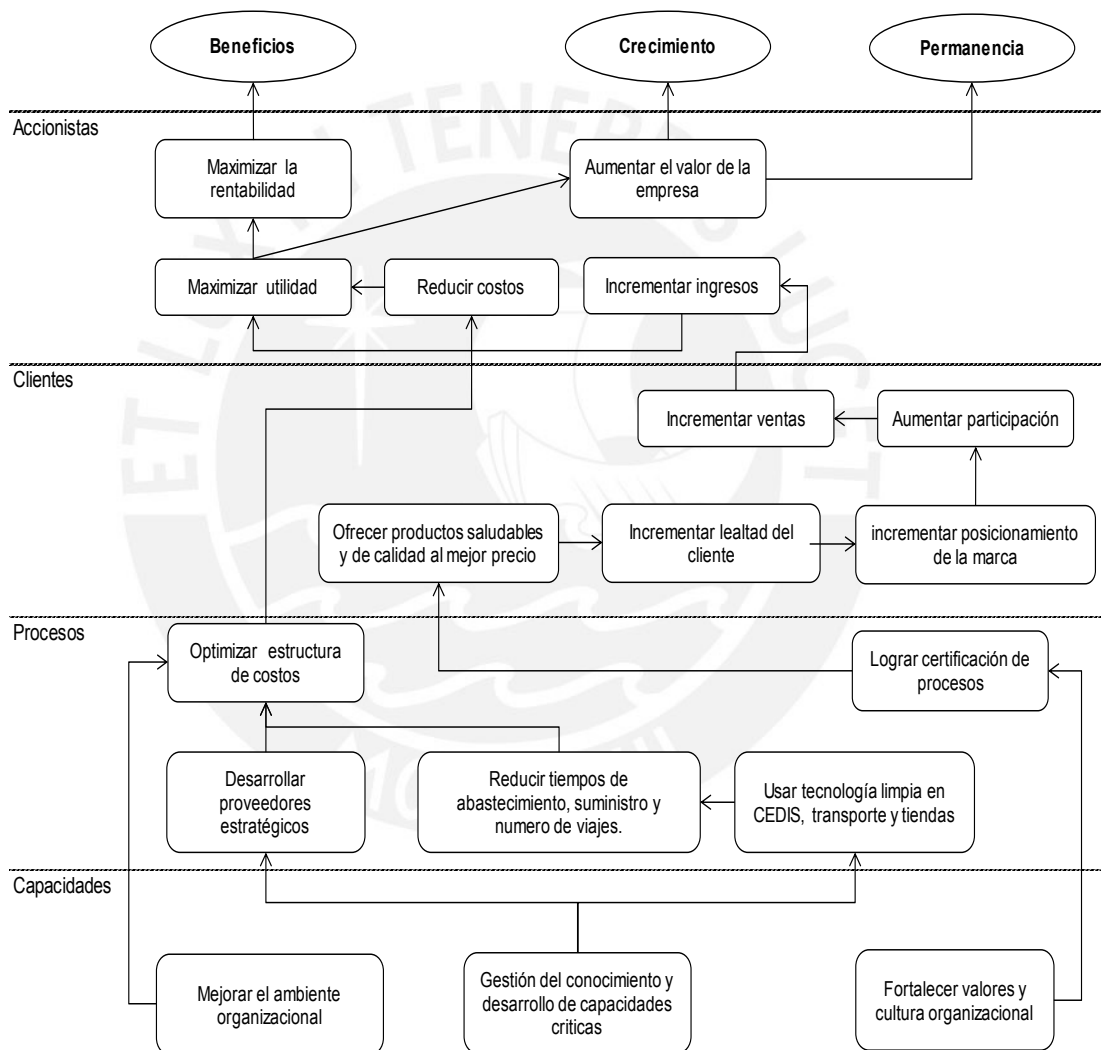 Beneficios
Crecimiento
Permanencia
Accionistas
Maximizar la
rentabilidad
Aumentar el valor de la
empresa
Maximizar utilidad
Reducir costos
Incrementar ingresos
Clientes
Incrementar ventas
Aumentar participación
Ofrecer productos saludables
y de calidad al mejor precio
Incrementar lealtad del
cliente
incrementar posicionamiento
de la marca
Procesos
Optimizar estructura
de costos
Lograr certificación de
procesos
Desarrollar
proveedores
estratégicos
Reducir tiempos de
abastecimiento, suministro y
numero de viajes.
Usar tecnología limpia en
CEDIS, transporte y tiendas
Capacidades
Mejorar el ambiente
organizacional
Gestión del conocimiento y
desarrollo de capacidades
criticas
Fortalecer valores y
cultura organizacional